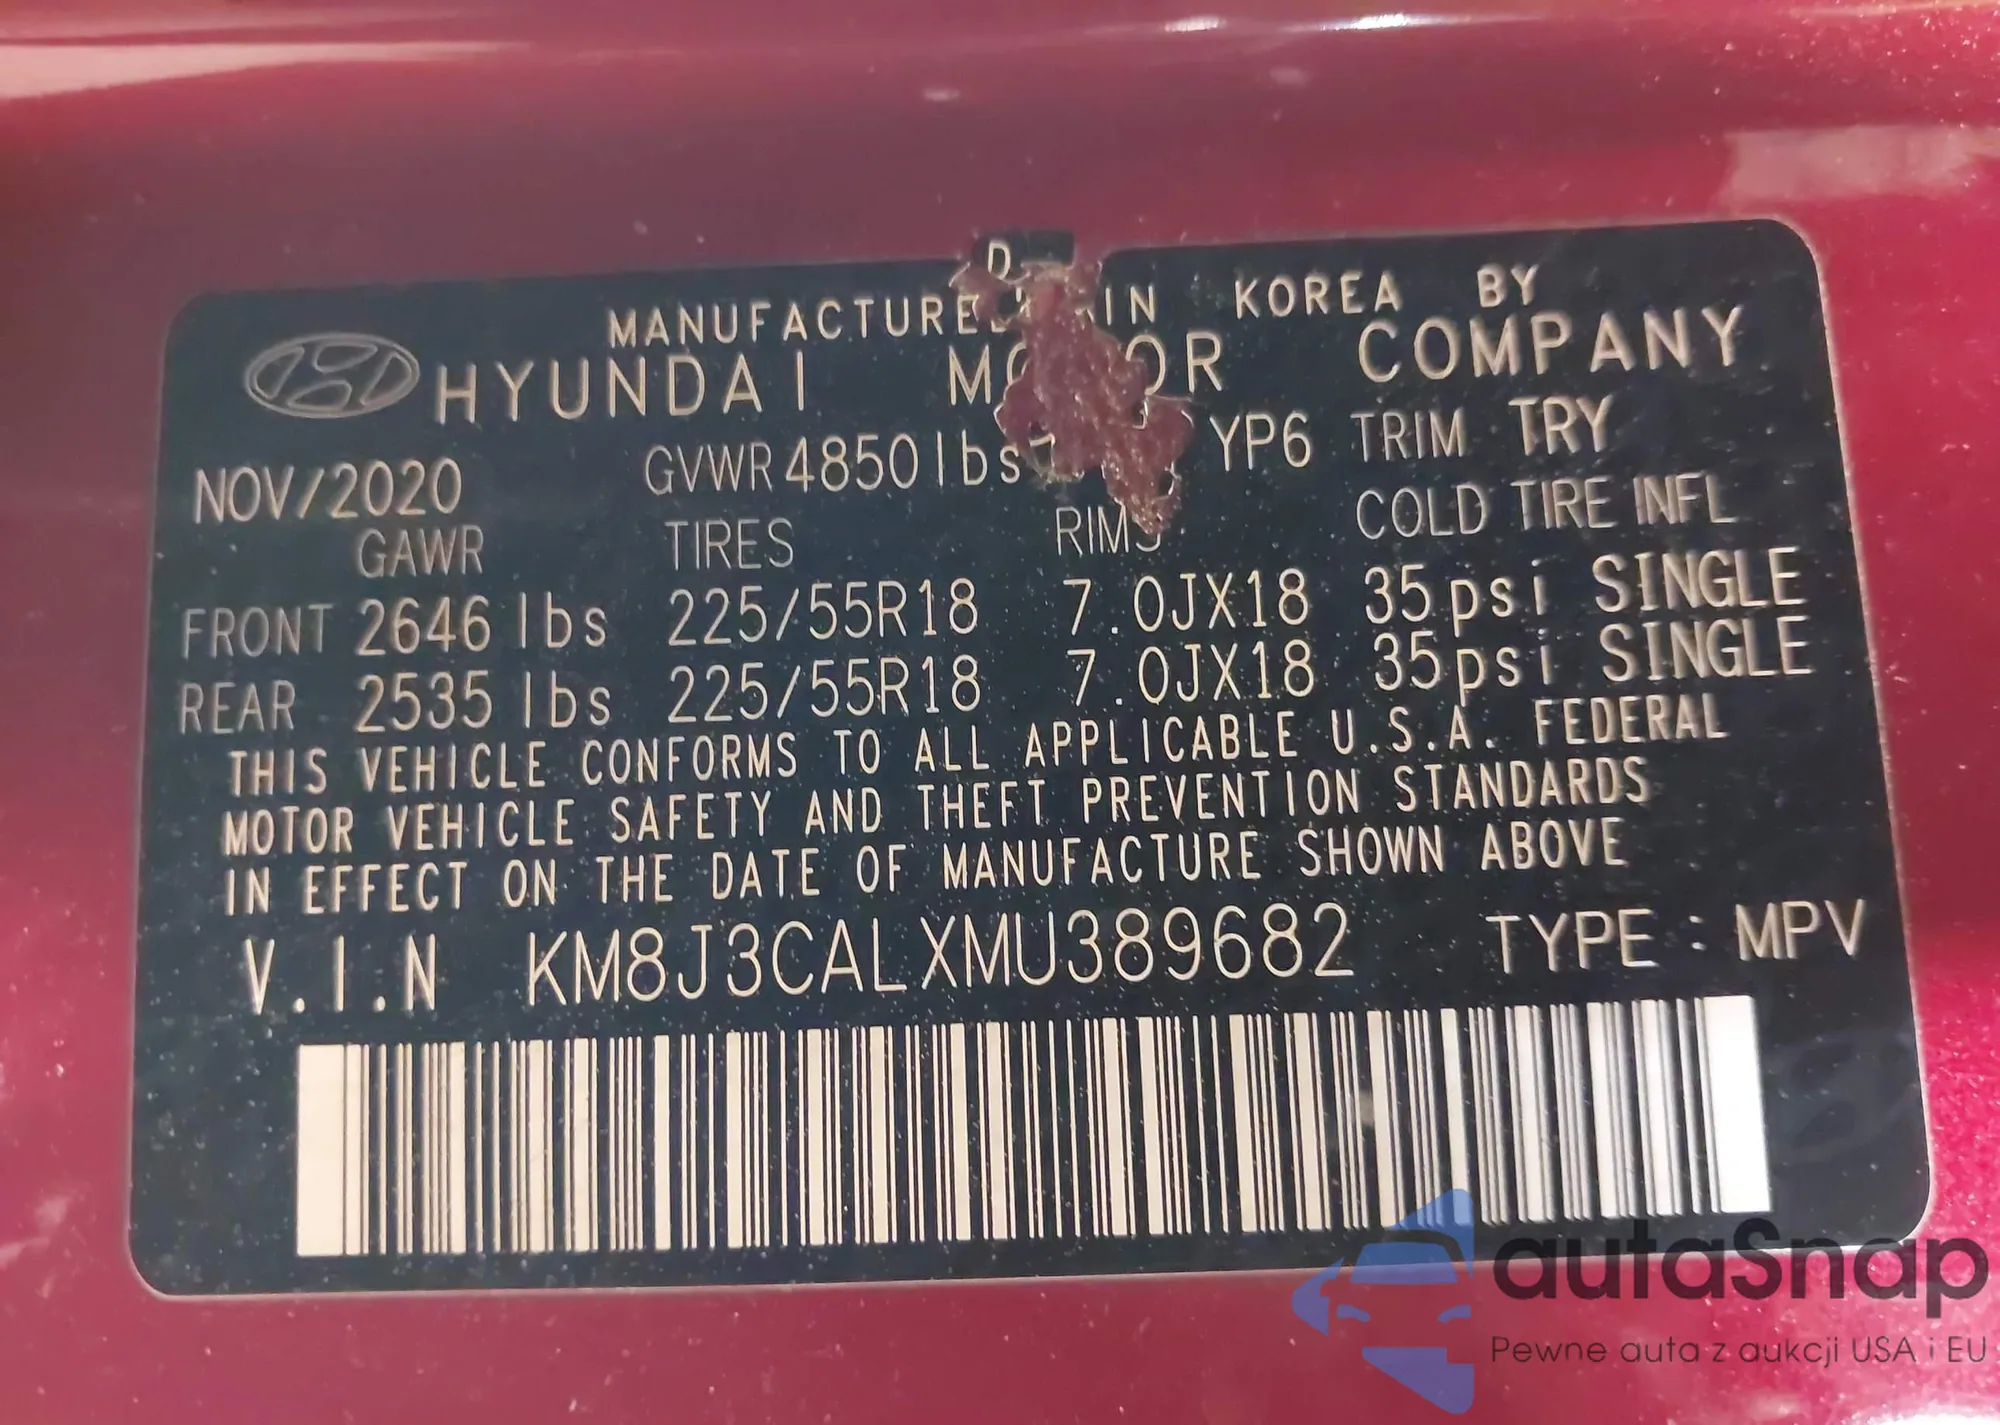 MANUFACTURED IN KOREA BY
HYUNDAI MOTOR COMPANY
NOV/2020 GVWR 4850lbs YP6 TRIM TRY
GAWR TIRES RIMS COLD TIRE INFL
FRONT 2646 lbs 225/55R18 7.0JX18 35psi SINGLE
REAR 2535 lbs 225/55R18 7.0JX18 35psi SINGLE
THIS VEHICLE CONFORMS TO ALL APPLICABLE U.S.A. FEDERAL
MOTOR VEHICLE SAFETY AND THEFT PREVENTION STANDARDS
IN EFFECT ON THE DATE OF MANUFACTURE SHOWN ABOVE
V.I.N KM8J3CALXMU389682 TYPE : MPV
autaSnap
Pewne auta z aukcji USA i EU